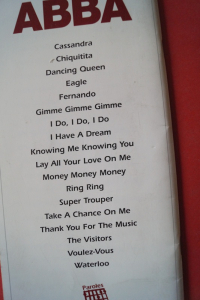 ABBA
Cassandra
Chiquitita
Dancing Queen
Eagle
Fernando
Gimme Gimme Gimme
I Do, I Do, I Do
I Have A Dream
Knowing Me Knowing You
Lay All Your Love On Me
Money Money Money
Ring Ring
Super Trouper
Take A Chance On Me
Thank You For The Music
The Visitors
Voulez-Vous
Waterloo
Paroles